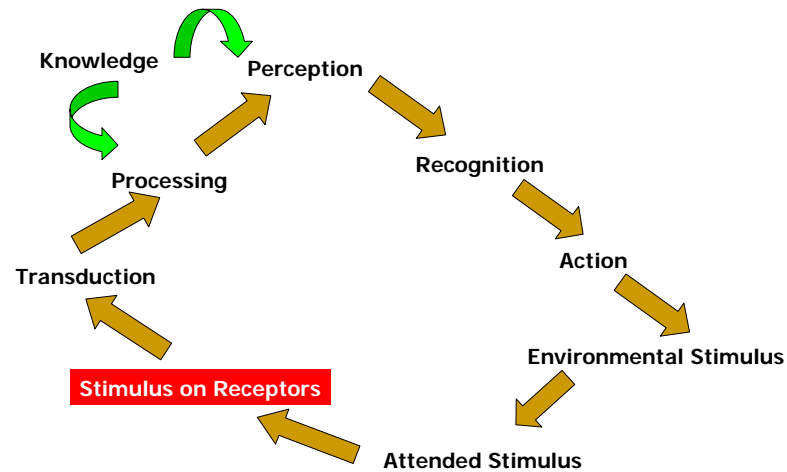 Knowledge
Perception
Recognition
Processing
Action
Transduction
Environmental Stimulus
Stimulus on Receptors
Attended Stimulus